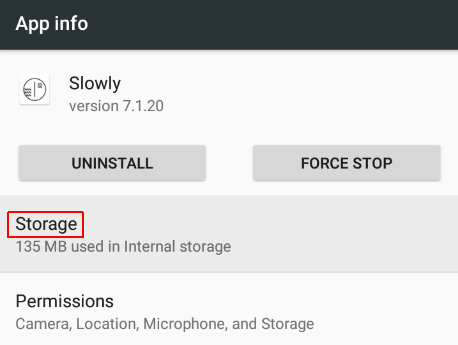 App info
Slowly
version 7.1.20
UNINSTALL
FORCE STOP
Storage
135 MB used in Internal storage
Permissions
Camera, Location, Microphone, and Storage